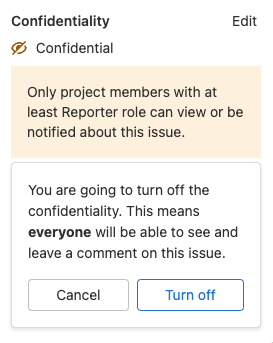 Confidentiality Edit
Confidential
Only project members with at
least Reporter role can view or be
notified about this issue.
You are going to turn off the
confidentiality. This means
everyone will be able to see and
leave a comment on this issue.
Cancel Turn off